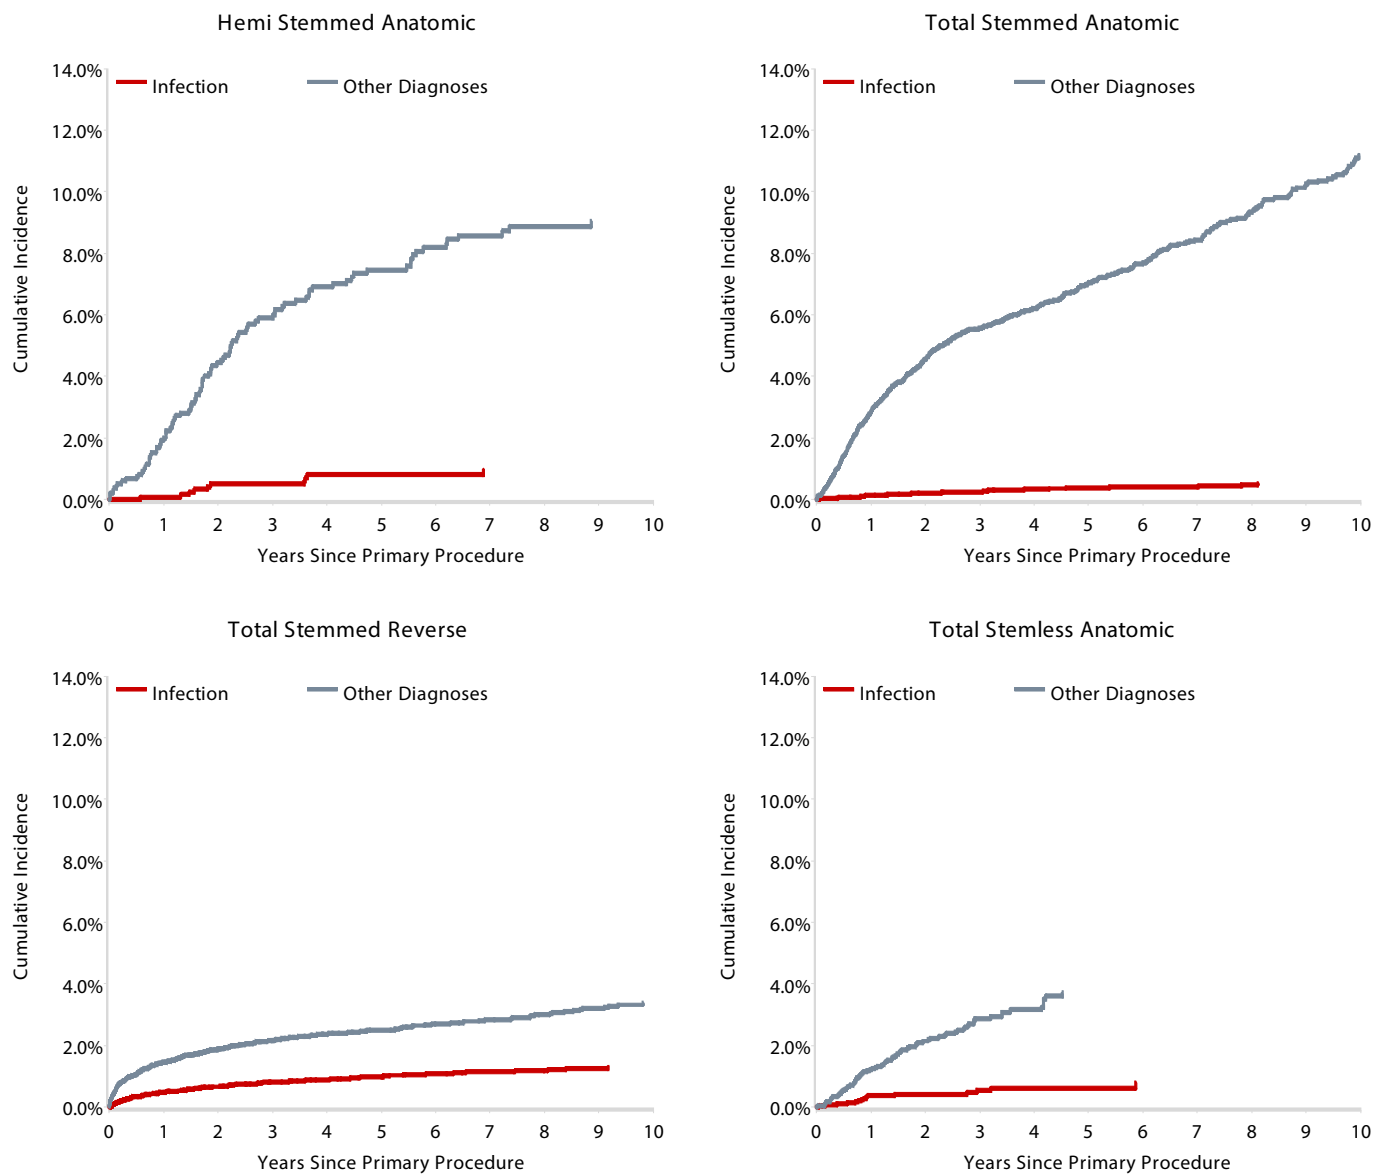 Hemi Stemmed Anatomic
14.0%
12.0%
10.0%
8.0%
6.0%
4.0%
2.0%
0.0%
Cumulative Incidence
Infection
Other Diagnoses
0 1 2 3 4 5 6 7 8 9 10
Years Since Primary Procedure
Total Stemmed Anatomic
14.0%
12.0%
10.0%
8.0%
6.0%
4.0%
2.0%
0.0%
Cumulative Incidence
Infection
Other Diagnoses
0 1 2 3 4 5 6 7 8 9 10
Years Since Primary Procedure
Total Stemmed Reverse
14.0%
12.0%
10.0%
8.0%
6.0%
4.0%
2.0%
0.0%
Cumulative Incidence
Infection
Other Diagnoses
0 1 2 3 4 5 6 7 8 9 10
Years Since Primary Procedure
Total Stemless Anatomic
14.0%
12.0%
10.0%
8.0%
6.0%
4.0%
2.0%
0.0%
Cumulative Incidence
Infection
Other Diagnoses
0 1 2 3 4 5 6 7 8 9 10
Years Since Primary Procedure